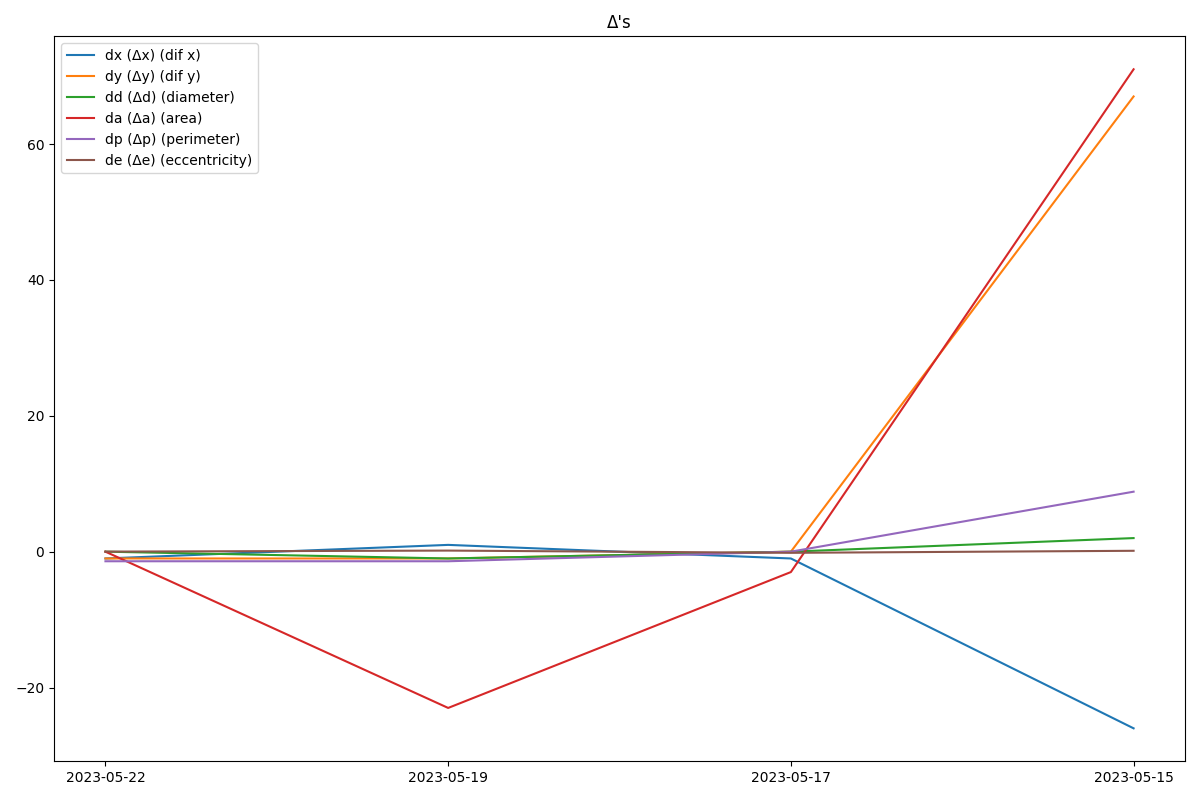 Δ's
dx (Δx) (dif x)
dy (Δy) (dif y)
dd (Δd) (diameter)
da (Δa) (area)
dp (Δp) (perimeter)
de (Δe) (eccentricity)
60
40
20
0
−20
2023-05-22 2023-05-19 2023-05-17 2023-05-15